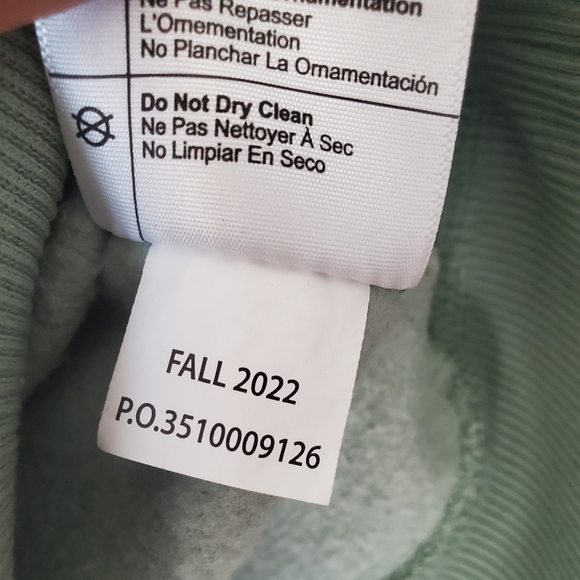 Ne Pas Repasser
L'Ornementation
No Planchar La Ornamentación
Do Not Dry Clean
Ne Pas Nettoyer À Sec
No Limpiar En Seco
FALL 2022
P.O.3510009126